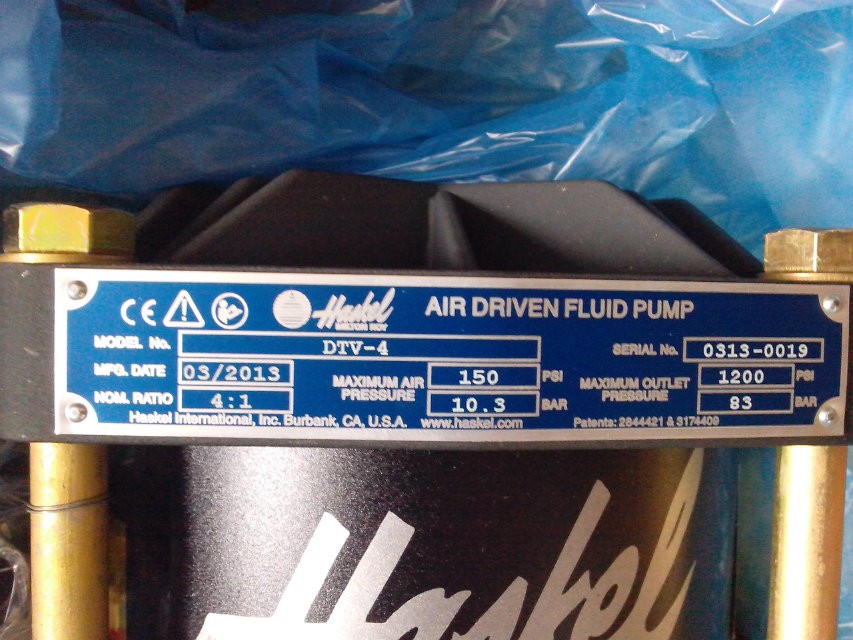 CE Haskel AIR DRIVEN FLUID PUMP
MILTON ROY
MODEL No. DTV-4 SERIAL No. 0313-0019
MFG. DATE 03/2013 MAXIMUM AIR PRESSURE 150 PSI MAXIMUM OUTLET PRESSURE 1200 PSI
NOM. RATIO 4:1 10.3 BAR 83 BAR
Haskel International, Inc. Burbank, CA, U.S.A. www.haskel.com Patents: 2844421 & 3174409
Haskel